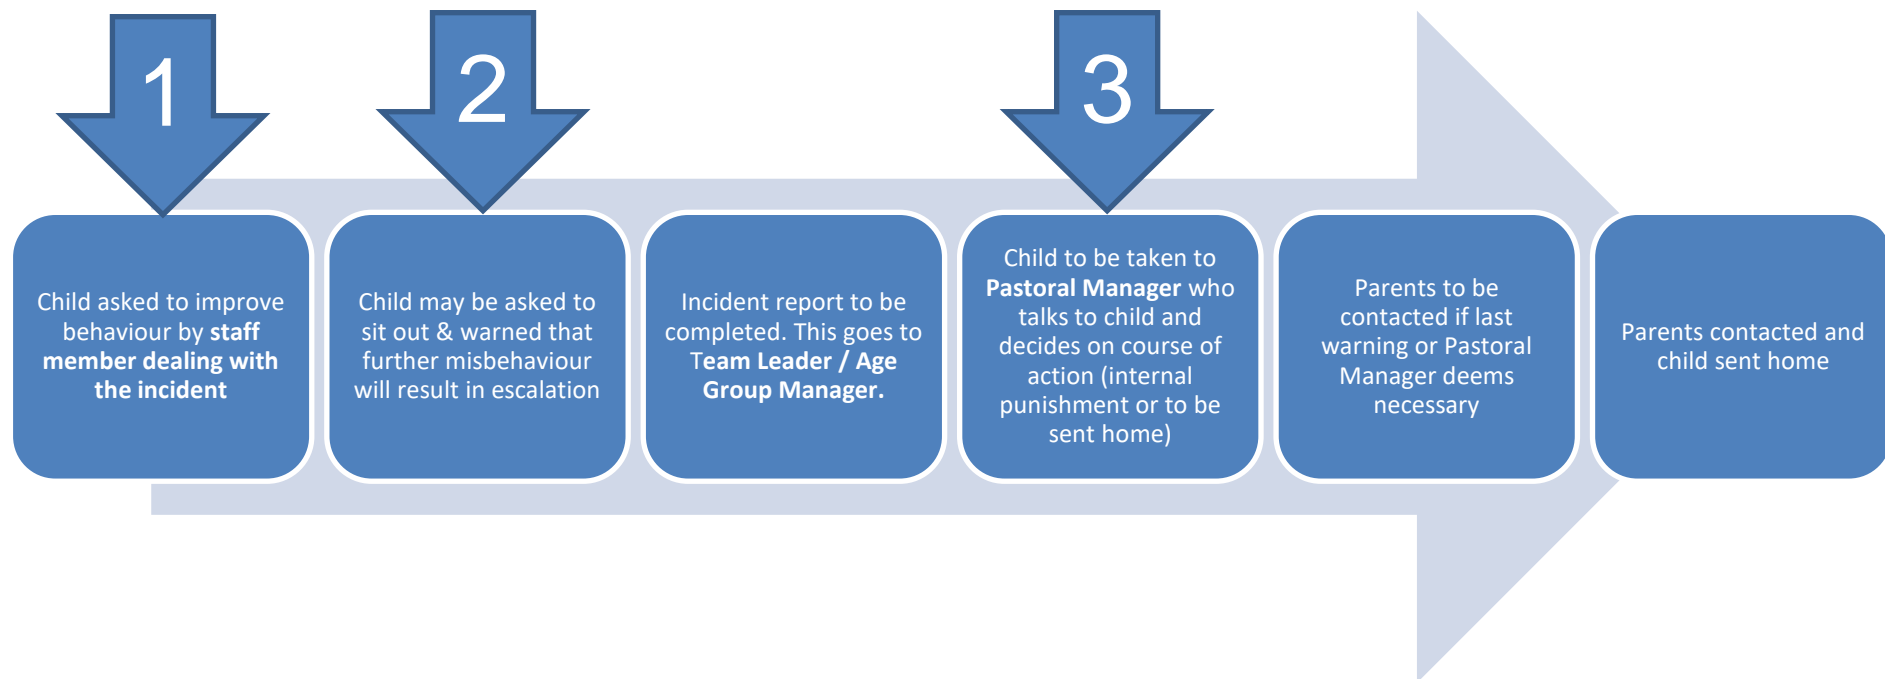 1
2
3
Child asked to improve
behaviour by staff
member dealing with
the incident
Child may be asked to
sit out & warned that
further misbehaviour
will result in escalation
Incident report to be
completed. This goes to
Team Leader / Age
Group Manager.
Child to be taken to
Pastoral Manager who
talks to child and
decides on course of
action (internal
punishment or to be
sent home)
Parents to be
contacted if last
warning or Pastoral
Manager deems
necessary
Parents contacted and
child sent home